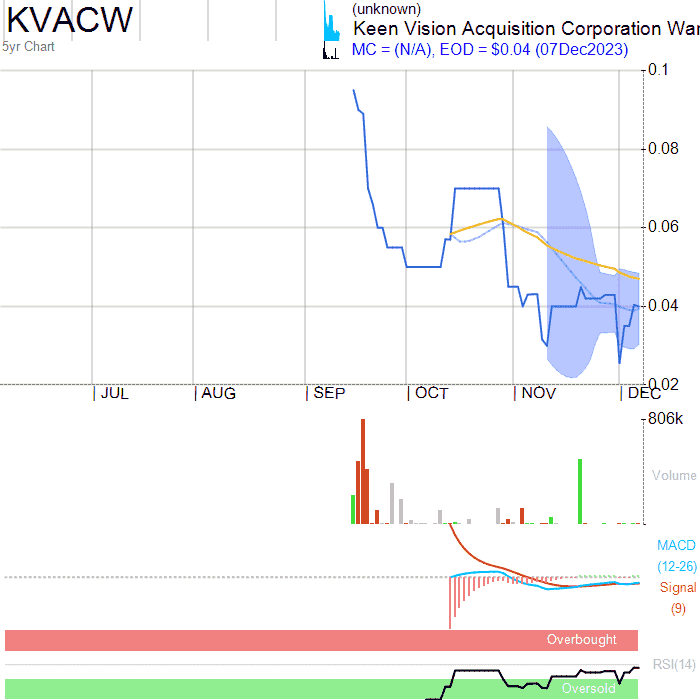 KVACW
5yr Chart
(unknown)
Keen Vision Acquisition Corporation War
MC = (N/A), EOD = $0.04 (07Dec2023)
0.1
0.08
0.06
0.04
0.02
JUL AUG SEP OCT NOV DEC
806k
Volume
MACD
(12-26)
Signal
(9)
Overbought
RSI(14)
Oversold